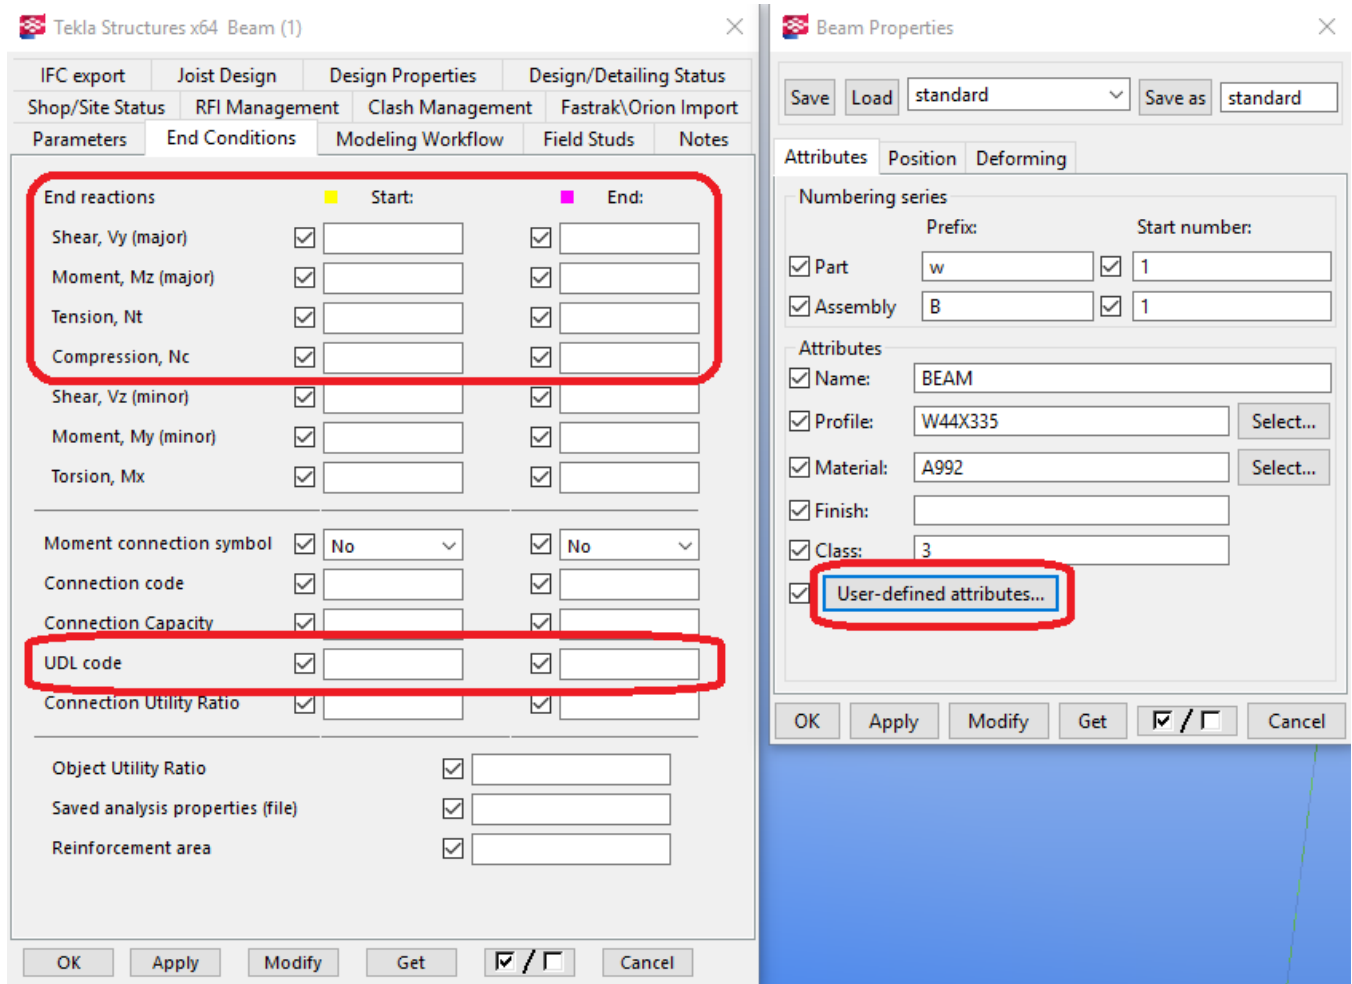 Tekla Structures x64 Beam (1)
IFC export Joist Design Design Properties Design/Detailing Status
Shop/Site Status RFI Management Clash Management Fastrak\Orion Import
Parameters End Conditions Modeling Workflow Field Studs Notes
End reactions Start: End:
Shear, Vy (major)
Moment, Mz (major)
Tension, Nt
Compression, Nc
Shear, Vz (minor)
Moment, My (minor)
Torsion, Mx
Moment connection symbol No No
Connection code
Connection Capacity
UDL code
Connection Utility Ratio
Object Utility Ratio
Saved analysis properties (file)
Reinforcement area
OK Apply Modify Get / Cancel
Beam Properties
Save Load standard Save as standard
Attributes Position Deforming
Numbering series
Prefix: Start number:
Part w 1
Assembly B 1
Attributes
Name: BEAM
Profile: W44X335 Select...
Material: A992 Select...
Finish:
Class: 3
User-defined attributes...
OK Apply Modify Get / Cancel